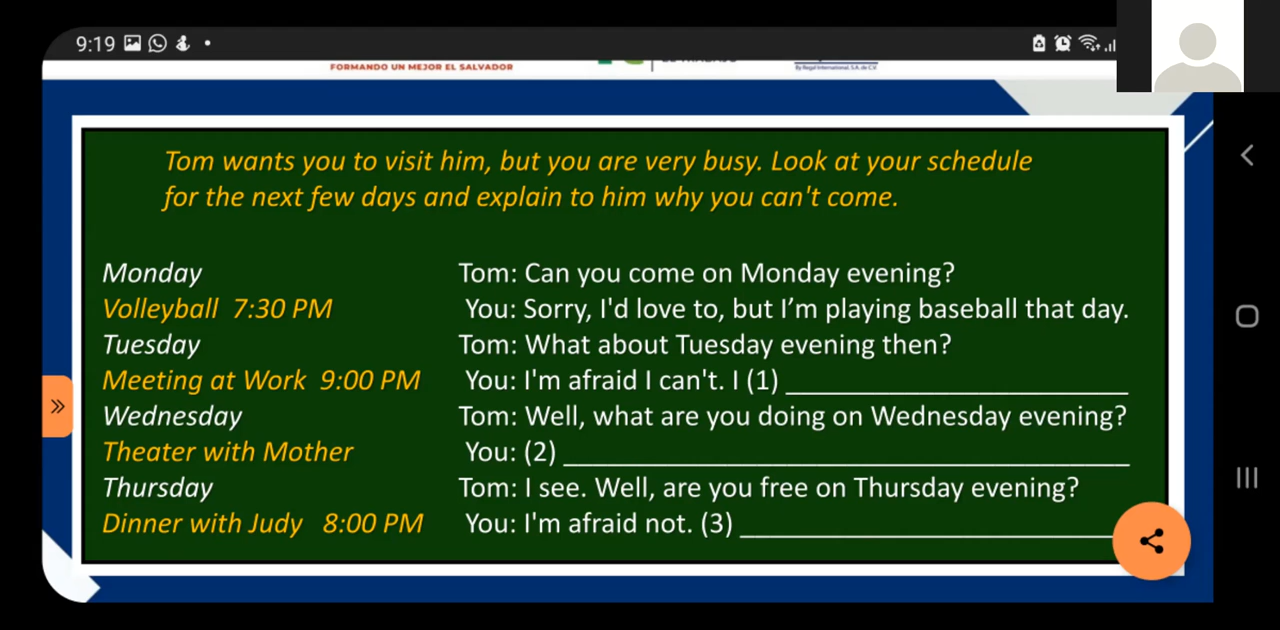 9:19
FORMANDO UN MEJOR EL SALVADOR
Tom wants you to visit him, but you are very busy. Look at your schedule
for the next few days and explain to him why you can't come.
Monday Tom: Can you come on Monday evening?
Volleyball 7:30 PM You: Sorry, I'd love to, but I’m playing baseball that day.
Tuesday Tom: What about Tuesday evening then?
Meeting at Work 9:00 PM You: I'm afraid I can't. I (1) ______________________
Wednesday Tom: Well, what are you doing on Wednesday evening?
Theater with Mother You: (2) ____________________________________
Thursday Tom: I see. Well, are you free on Thursday evening?
Dinner with Judy 8:00 PM You: I'm afraid not. (3) ________________________